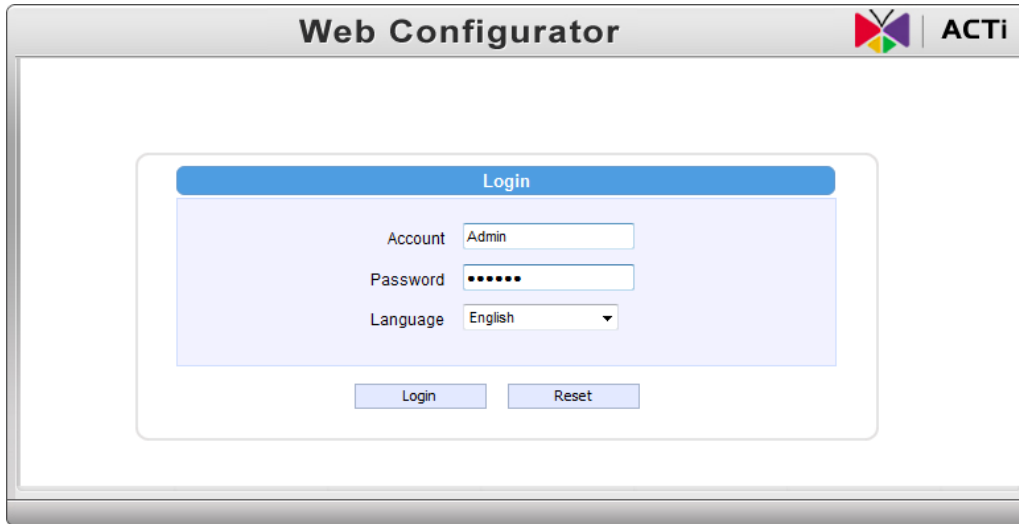 Web Configurator ACTi
Login
Account Admin
Password ••••••
Language English
Login Reset